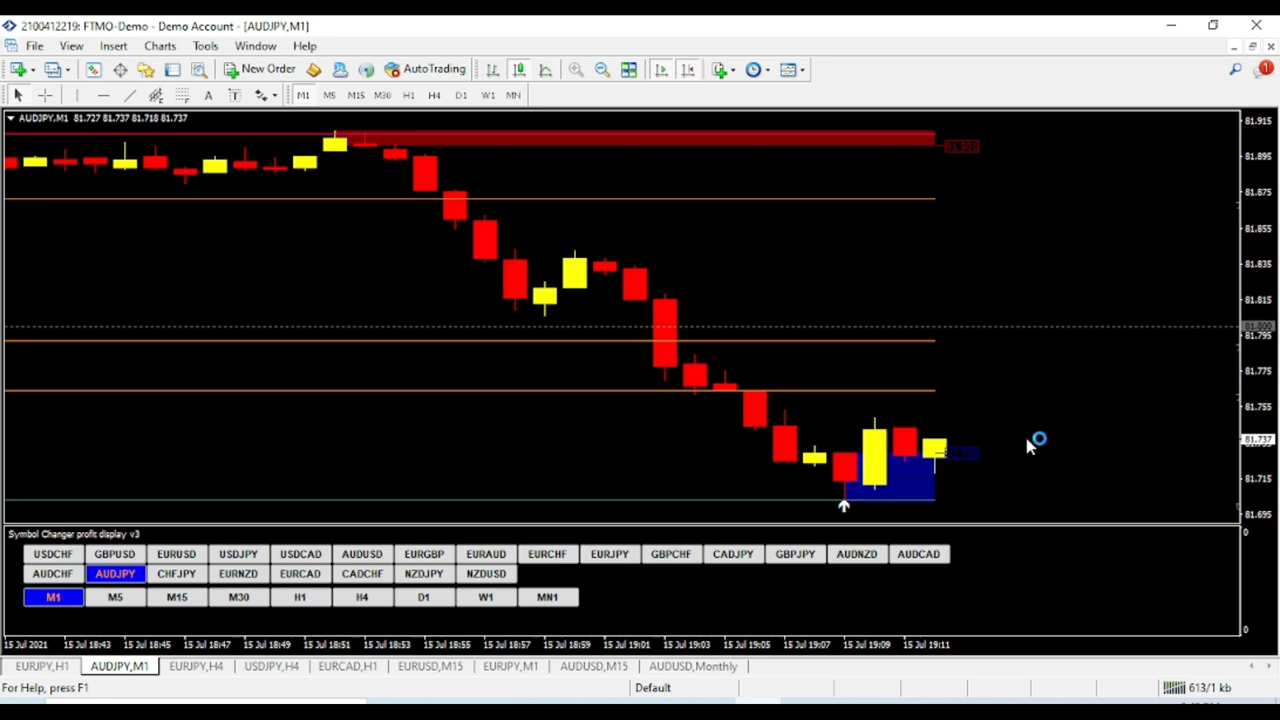 2100412219: FTMO-Demo - Demo Account - [AUDJPY,M1]
File View Insert Charts Tools Window Help
New Order AutoTrading 1
A T M1 M5 M15 M30 H1 H4 D1 W1 MN
AUDJPY,M1 81.727 81.737 81.718 81.737
81.915
81.903
81.895
81.875
81.855
81.835
81.815
81.800
81.795
81.775
81.755
81.737
81.715
81.695
Symbol Changer profit display v3
0
USDCHF GBPUSD EURUSD USDJPY USDCAD AUDUSD EURGBP EURAUD EURCHF EURJPY GBPCHF CADJPY GBPJPY AUDNZD AUDCAD
AUDCHF AUDJPY CHFJPY EURNZD EURCAD CADCHF NZDJPY NZDUSD
M1 M5 M15 M30 H1 H4 D1 W1 MN1
0
15 Jul 2021 15 Jul 18:43 15 Jul 18:45 15 Jul 18:47 15 Jul 18:49 15 Jul 18:51 15 Jul 18:53 15 Jul 18:55 15 Jul 18:57 15 Jul 18:59 15 Jul 19:01 15 Jul 19:03 15 Jul 19:05 15 Jul 19:07 15 Jul 19:09 15 Jul 19:11
EURJPY,H1 AUDJPY,M1 EURJPY,H4 USDJPY,H4 EURCAD,H1 EURUSD,M15 EURJPY,M1 AUDUSD,M15 AUDUSD,Monthly
For Help, press F1 Default 613/1 kb